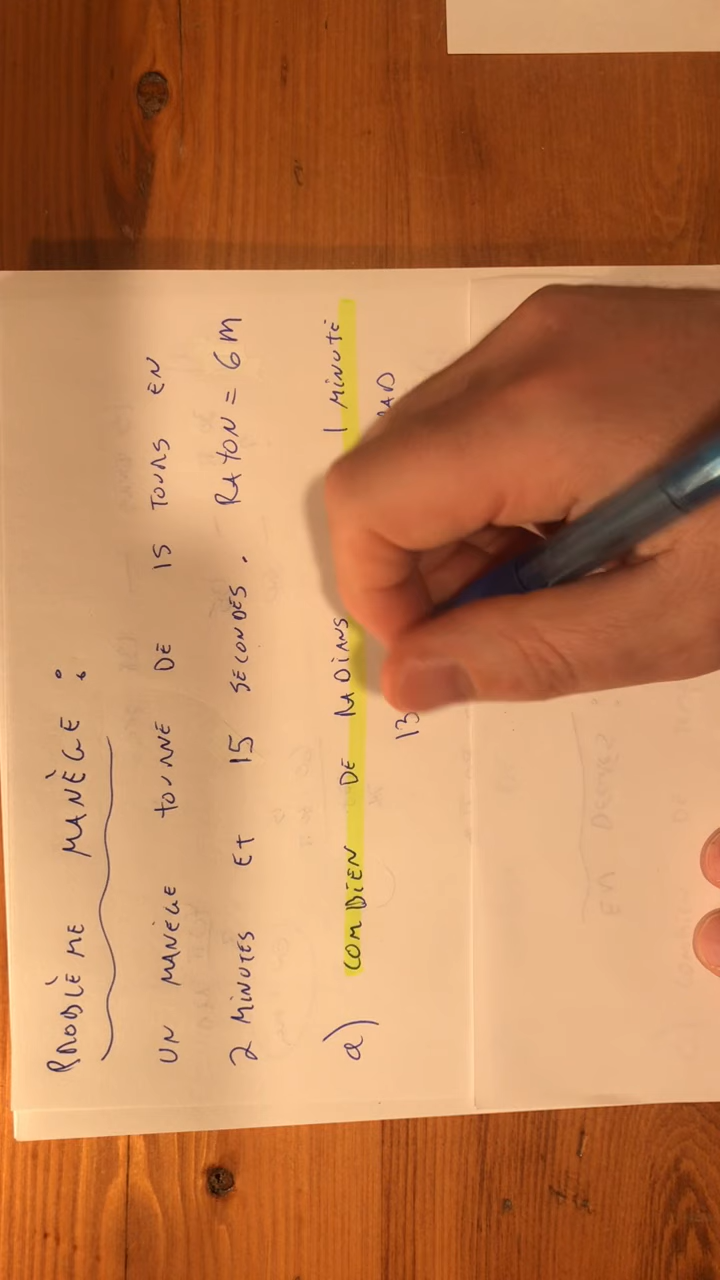 PROBLÈME MANÈGE :
UN MANÈGE TOURNE DE 15 TOURS EN
2 MINUTES ET 15 SECONDES. RAYON = 6 M
a) COMBIEN DE RADIANS 1 MINUTE
13